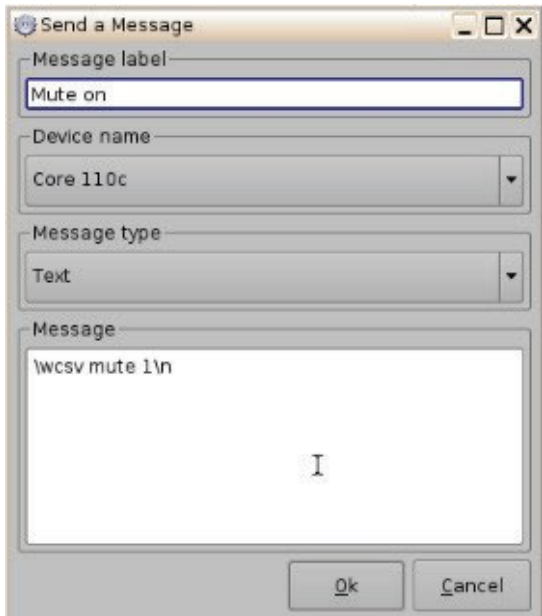 Send a Message
Message label
Mute on
Device name
Core 110c
Message type
Text
Message
\wcsv mute 1\n
Ok
Cancel